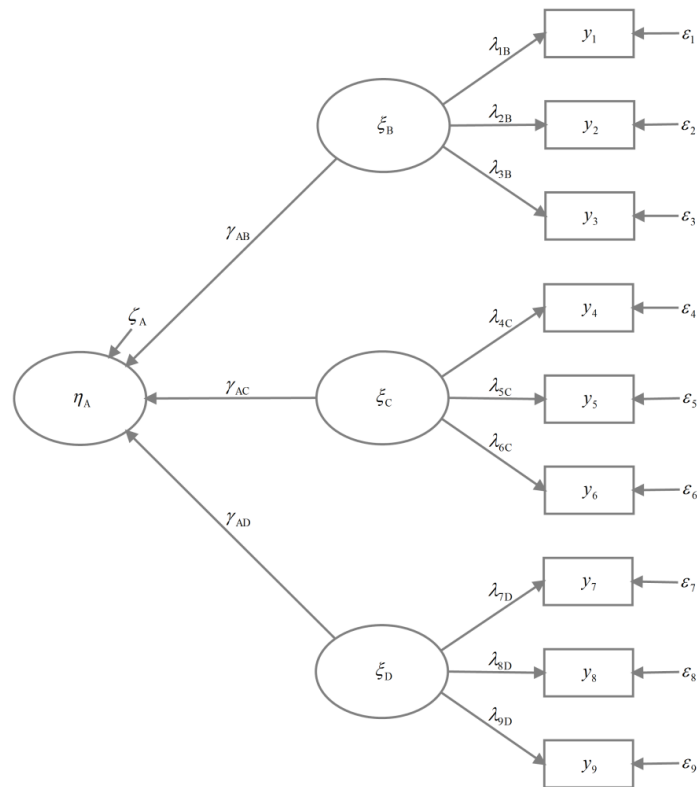 y₁
ε₁
λ₁B
ξB
λ₂B
y₂
ε₂
λ₃B
y₃
ε₃
γAB
ζA
λ₄C
y₄
ε₄
ηA
γAC
ξC
λ₅C
y₅
ε₅
λ₆C
y₆
ε₆
γAD
λ₇D
y₇
ε₇
ξD
λ₈D
y₈
ε₈
λ₉D
y₉
ε₉